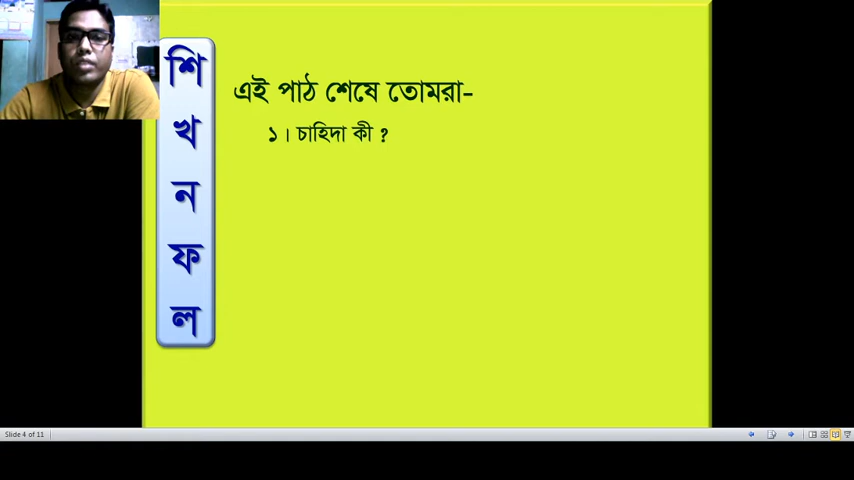 শি
খ
ন
ফ
ল
এই পাঠ শেষে তোমরা-
১। চাহিদা কী ?
Slide 4 of 11